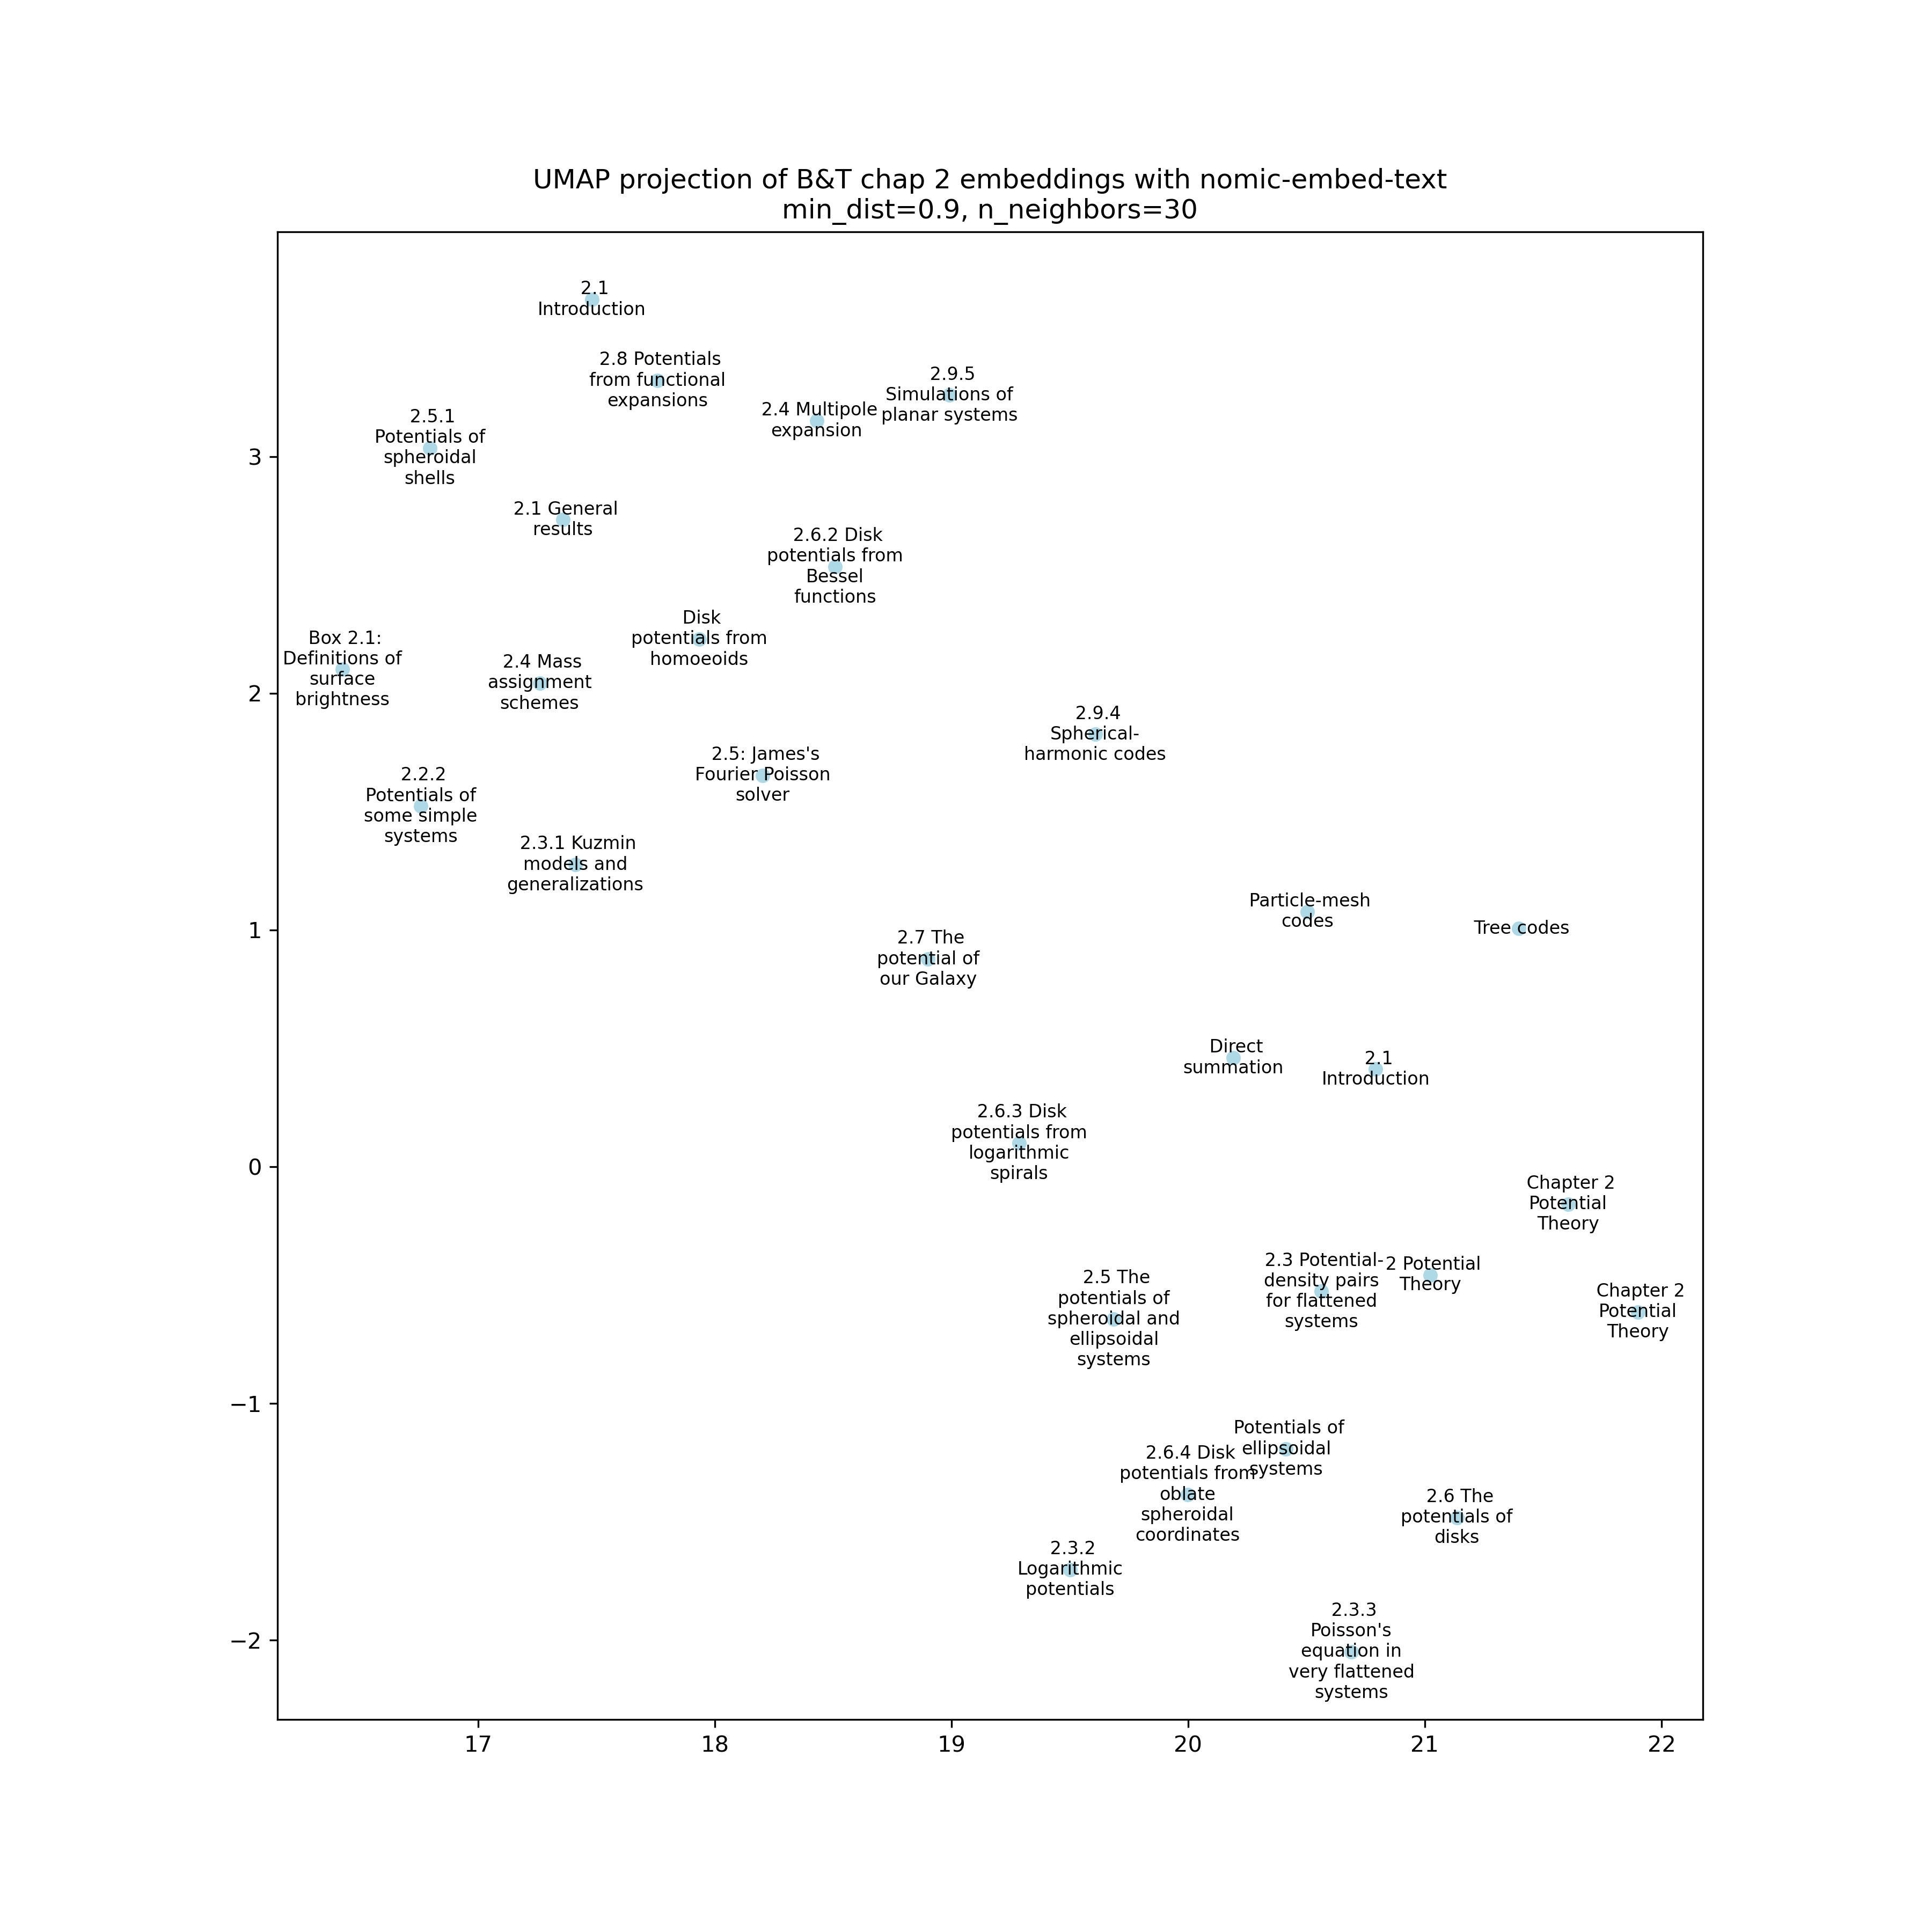 UMAP projection of B&T chap 2 embeddings with nomic-embed-text
min_dist=0.9, n_neighbors=30
2.1
Introduction
2.8 Potentials
from functional
expansions
2.9.5
Simulations of
planar systems
2.4 Multipole
expansion
2.5.1
Potentials of
spheroidal
shells
3
2.1 General
results
2.6.2 Disk
potentials from
Bessel
functions
Disk
potentials from
homoeoids
Box 2.1:
Definitions of
surface
brightness
2.4 Mass
assignment
schemes
2
2.9.4
Spherical-
harmonic codes
2.5: James's
Fourier Poisson
solver
2.2.2
Potentials of
some simple
systems
2.3.1 Kuzmin
models and
generalizations
Particle-mesh
codes
Tree codes
1
2.7 The
potential of
our Galaxy
Direct
summation
2.1
Introduction
2.6.3 Disk
potentials from
logarithmic
spirals
0
Chapter 2
Potential
Theory
2.3 Potential-
density pairs
for flattened
systems
2 Potential
Theory
2.5 The
potentials of
spheroidal and
ellipsoidal
systems
Chapter 2
Potential
Theory
−1
Potentials of
ellipsoidal
systems
2.6.4 Disk
potentials from
oblate
spheroidal
coordinates
2.6 The
potentials of
disks
2.3.2
Logarithmic
potentials
2.3.3
Poisson's
equation in
very flattened
systems
−2
17
18
19
20
21
22